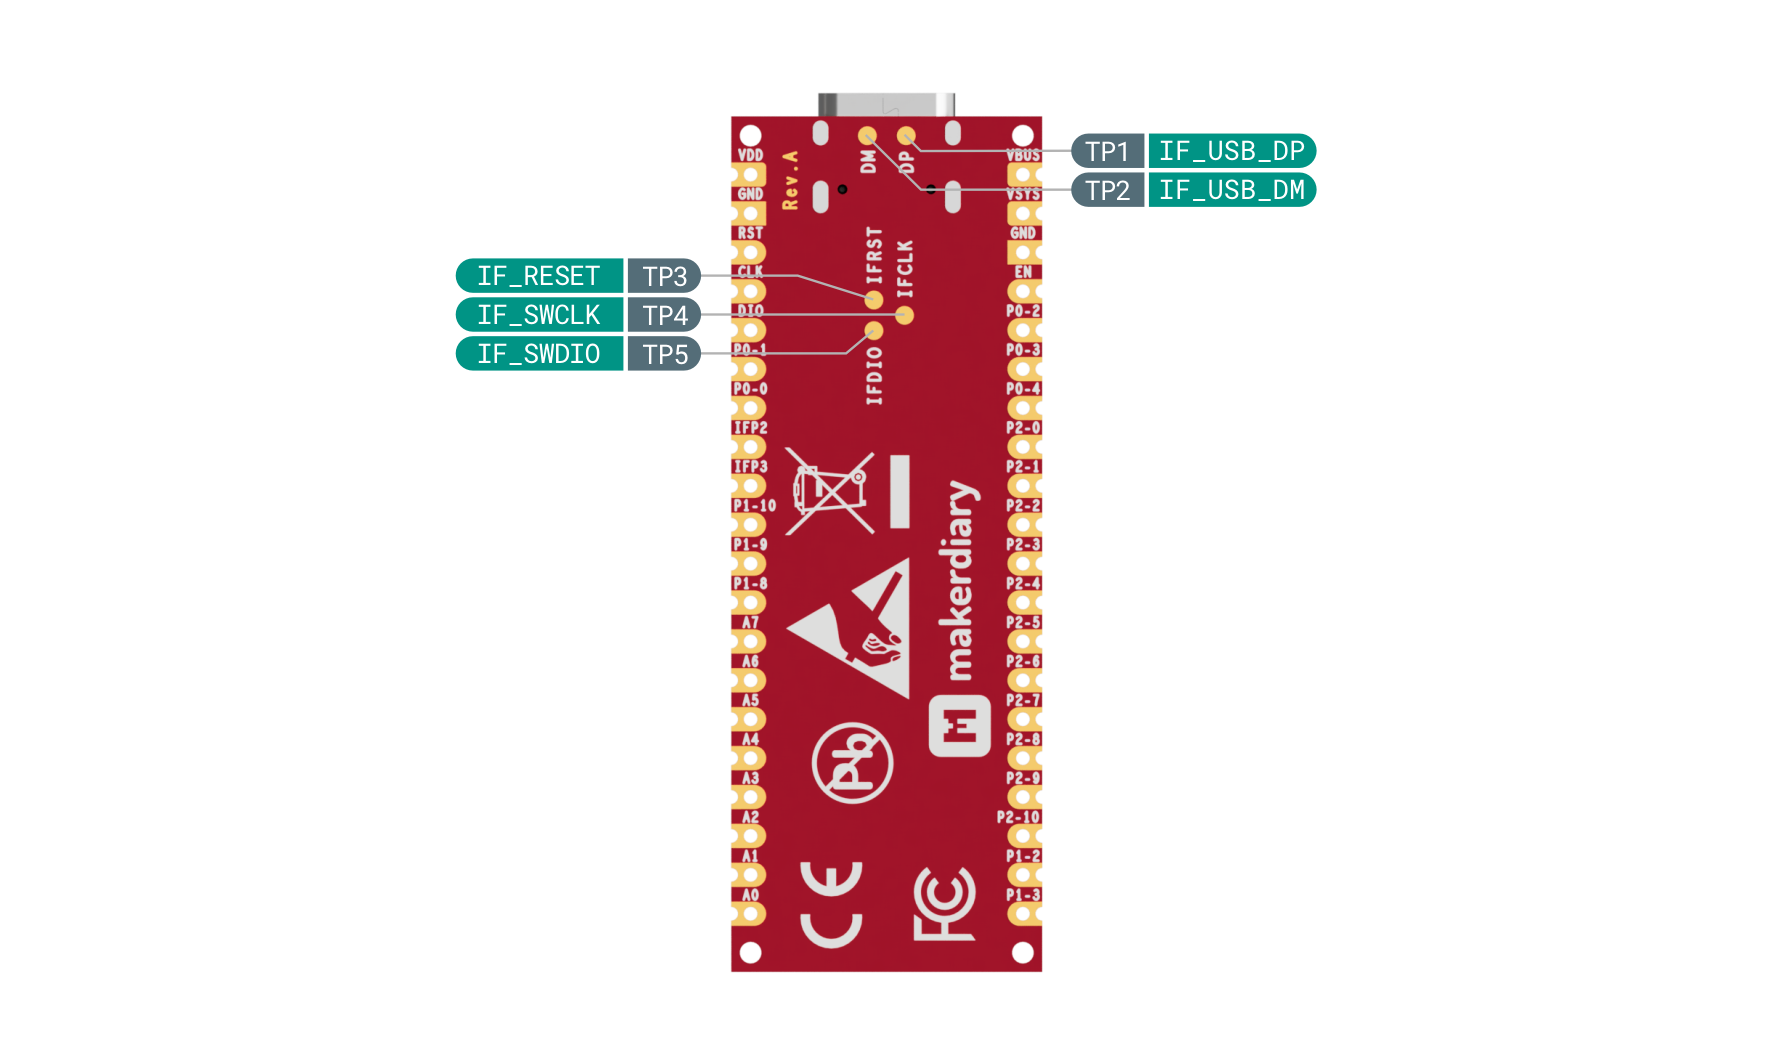 VDD
GND
RST
CLK
DIO
P0-1
P0-0
IFP2
IFP3
P1-10
P1-9
P1-8
A7
A6
A5
A4
A3
A2
A1
A0
Rev.A
DM
DP
IFRST
IFCLK
IFDIO
makerdiary
M
Pb
CE
FC
VBUS
VSYS
GND
EN
P0-2
P0-3
P0-4
P2-0
P2-1
P2-2
P2-3
P2-4
P2-5
P2-6
P2-7
P2-8
P2-9
P2-10
P1-2
P1-3
TP1 IF_USB_DP
TP2 IF_USB_DM
IF_RESET TP3
IF_SWCLK TP4
IF_SWDIO TP5